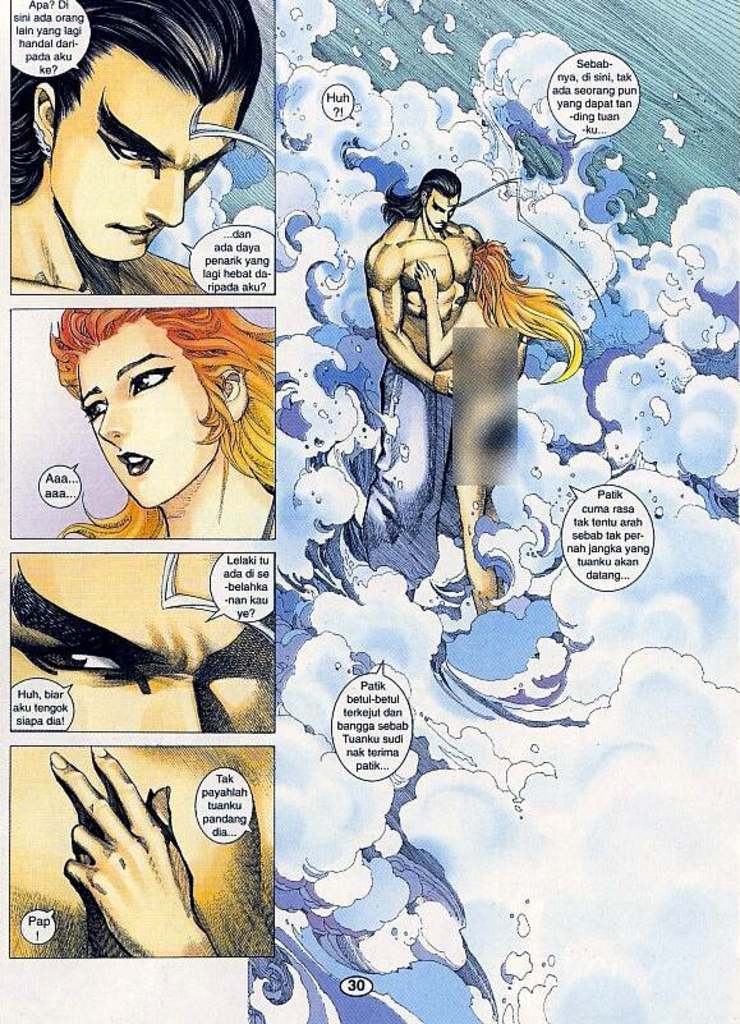 Apa? Di
sini ada orang
lain yang lagi
handal dari-
pada aku
ke?
...dan
ada daya
penarik yang
lagi hebat da-
ripada aku?
Aaa...
aaa...
Lelaki tu
ada di se
-belahka
-nan kau
ye?
Huh, biar
aku tengok
siapa dia!
Tak
payahlah
tuanku
pandang
dia...
Pap
!
Huh
?!
Sebab-
nya, di sini, tak
ada seorang pun
yang dapat tan
-ding tuan
-ku...
Patik
cuma rasa
tak tentu arah
sebab tak per-
nah jangka yang
tuanku akan
datang...
Patik
betul-betul
terkejut dan
bangga sebab
Tuanku sudi
nak terima
patik...
30